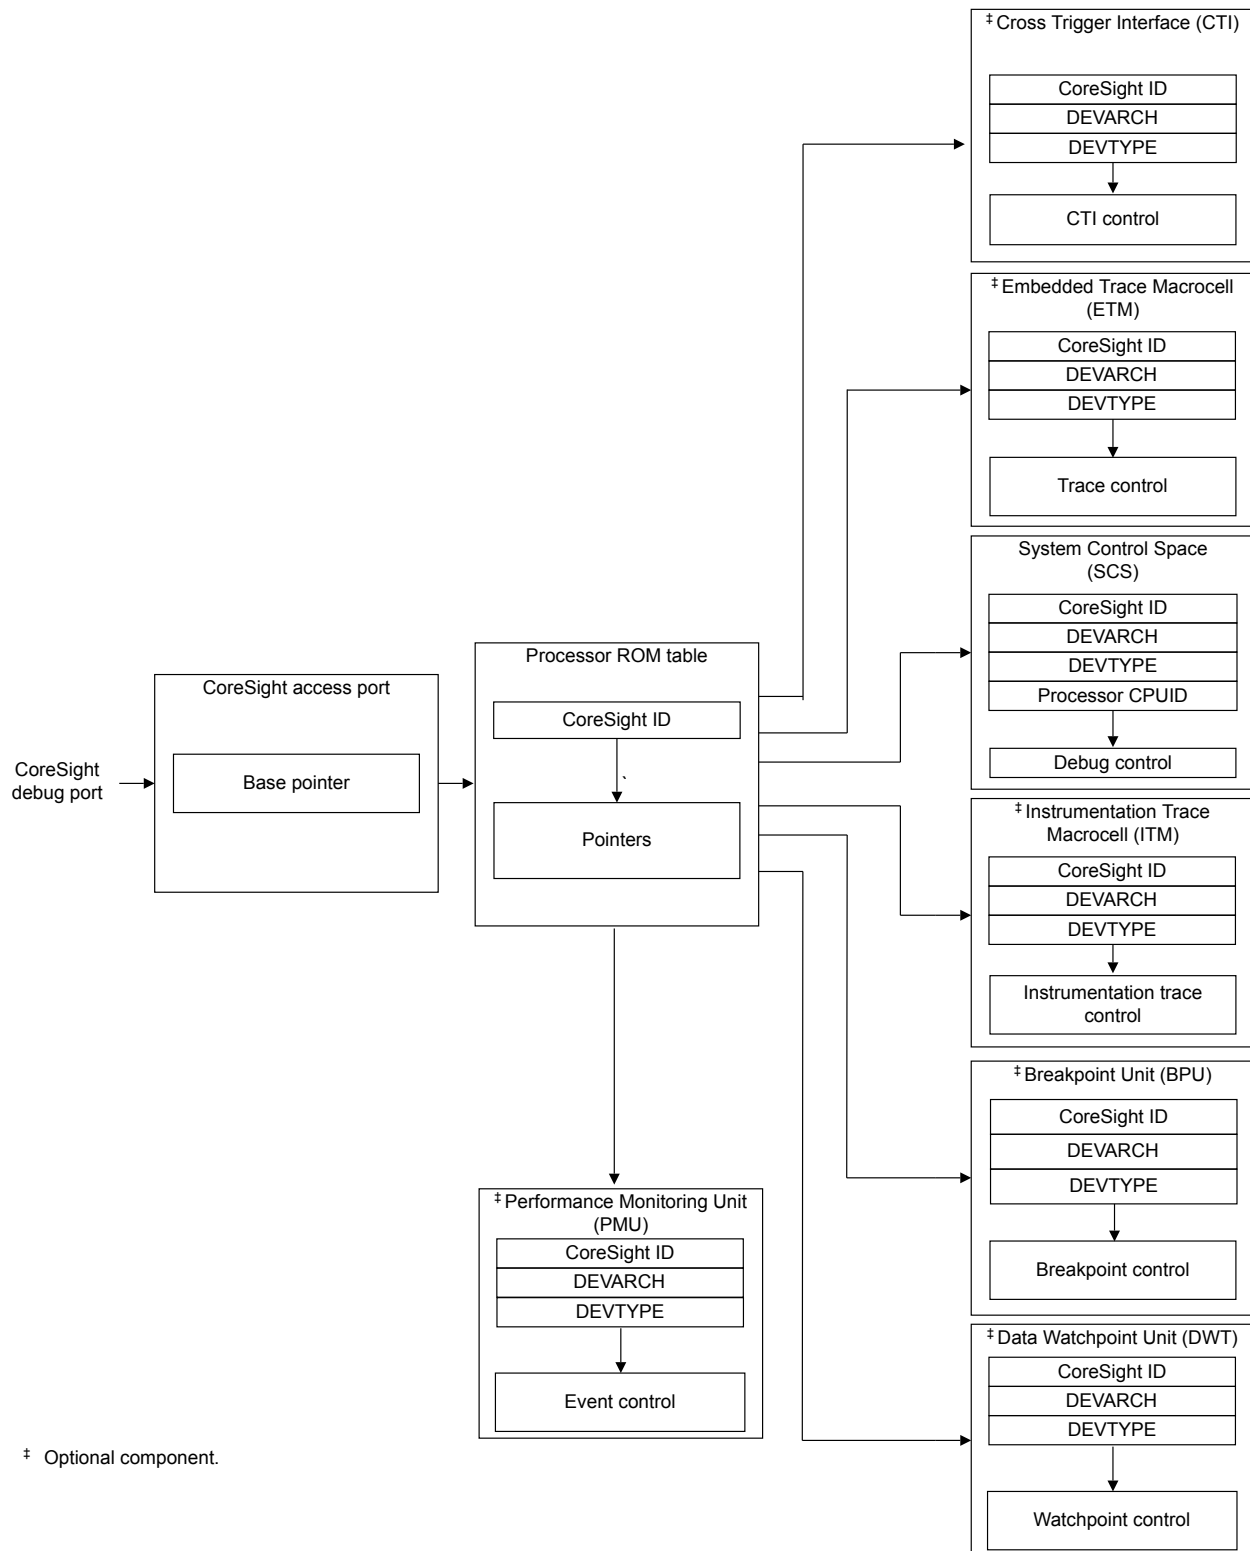 ‡ Cross Trigger Interface (CTI)
CoreSight ID
DEVARCH
DEVTYPE
CTI control
‡ Embedded Trace Macrocell
(ETM)
CoreSight ID
DEVARCH
DEVTYPE
Trace control
System Control Space
(SCS)
CoreSight ID
DEVARCH
DEVTYPE
Processor CPUID
Debug control
CoreSight
debug port
CoreSight access port
Base pointer
Processor ROM table
CoreSight ID
`
Pointers
‡ Instrumentation Trace
Macrocell (ITM)
CoreSight ID
DEVARCH
DEVTYPE
Instrumentation trace
control
‡ Breakpoint Unit (BPU)
CoreSight ID
DEVARCH
DEVTYPE
Breakpoint control
‡ Performance Monitoring Unit
(PMU)
CoreSight ID
DEVARCH
DEVTYPE
Event control
‡ Data Watchpoint Unit (DWT)
CoreSight ID
DEVARCH
DEVTYPE
Watchpoint control
‡ Optional component.